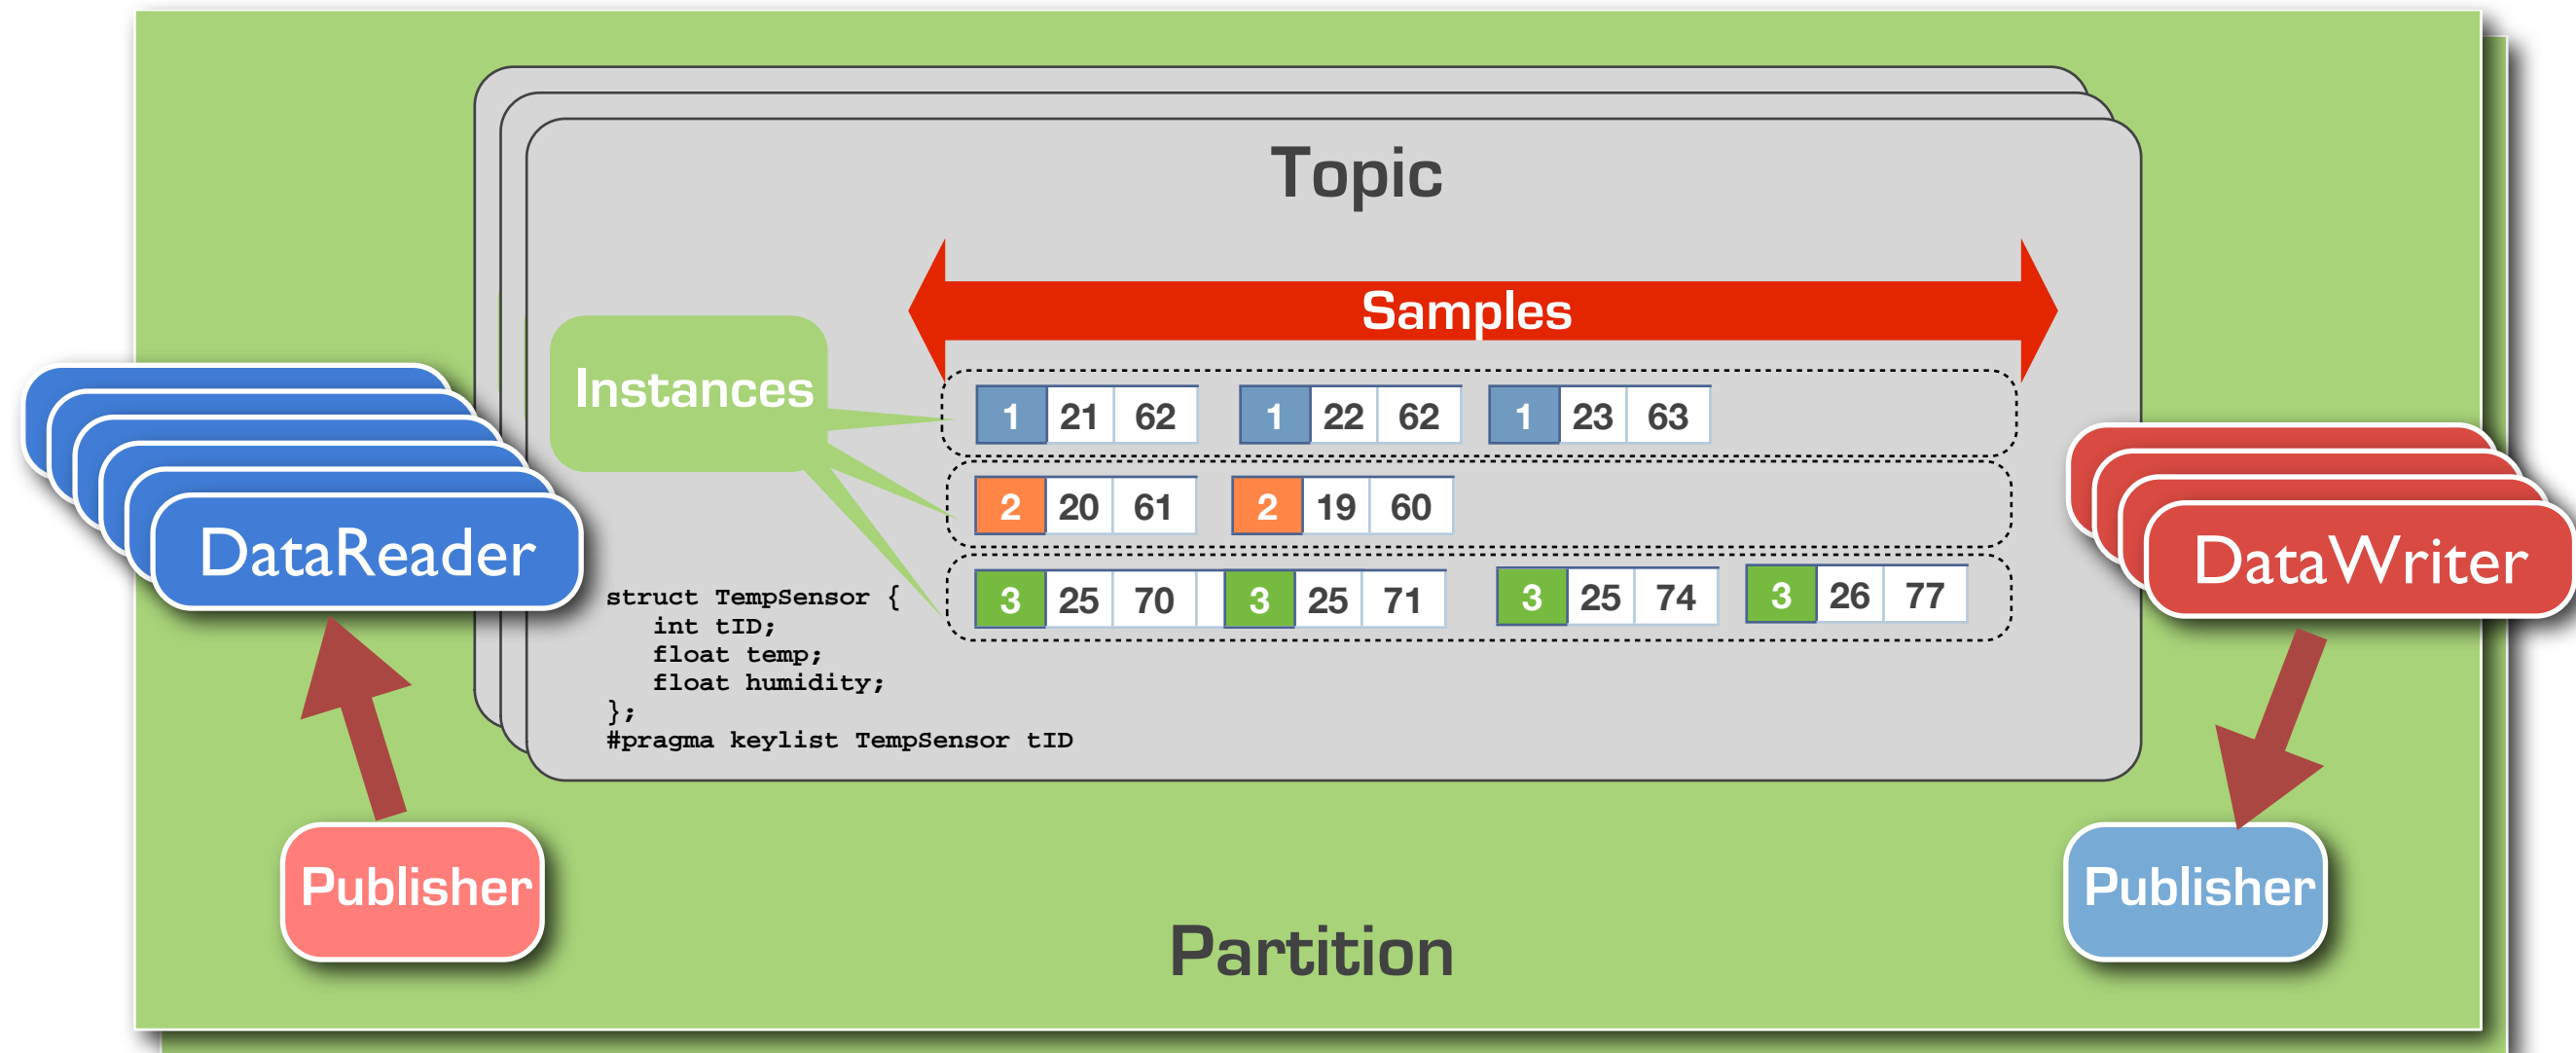 Topic
Samples
Instances
1 21 62 1 22 62 1 23 63
2 20 61 2 19 60
3 25 70 3 25 71 3 25 74 3 26 77
DataReader
DataWriter
struct TempSensor {
int tID;
float temp;
float humidity;
};
#pragma keylist TempSensor tID
Publisher
Publisher
Partition